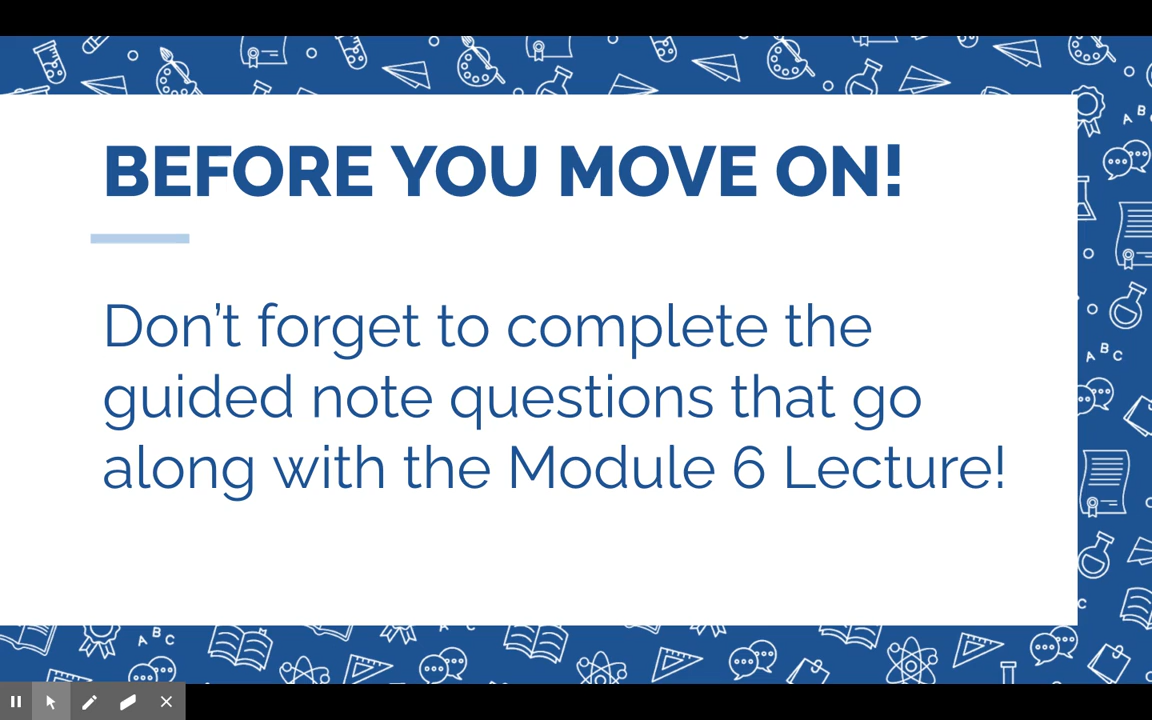 BEFORE YOU MOVE ON!
Don’t forget to complete the
guided note questions that go
along with the Module 6 Lecture!
A B C
A B C
A B C